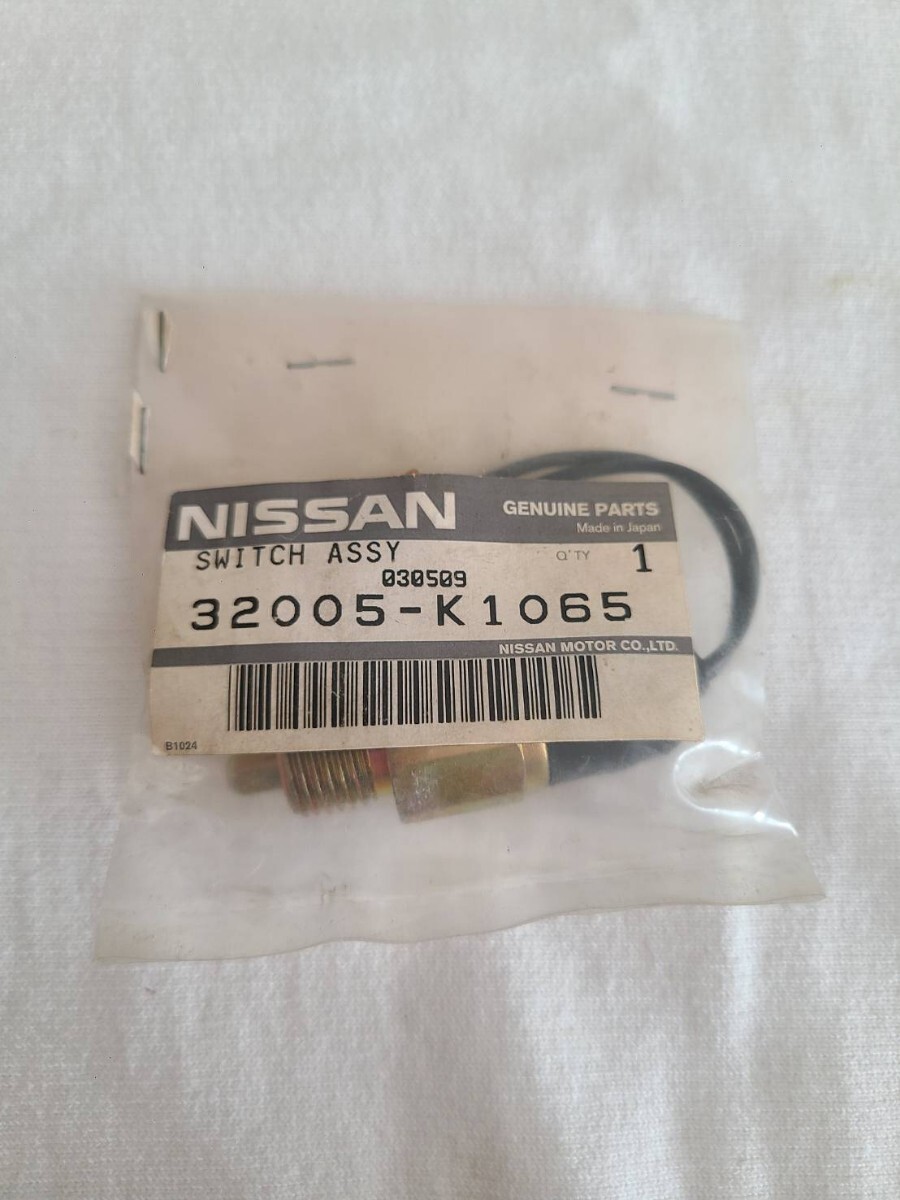 NISSAN GENUINE PARTS
Made in Japan
SWITCH ASSY Q'TY 1
030509
32005-K1065
NISSAN MOTOR CO.,LTD.
B1024